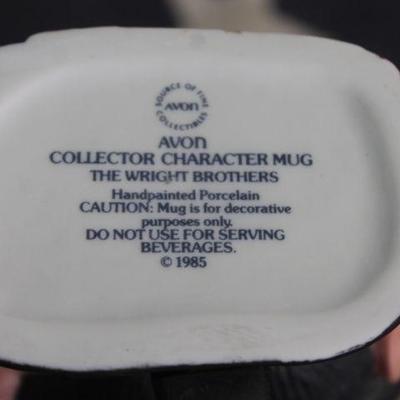 SOURCE OF FINE
AVON
COLLECTIBLES
AVON
COLLECTOR CHARACTER MUG
THE WRIGHT BROTHERS
Handpainted Porcelain
CAUTION: Mug is for decorative
purposes only.
DO NOT USE FOR SERVING
BEVERAGES.
© 1985